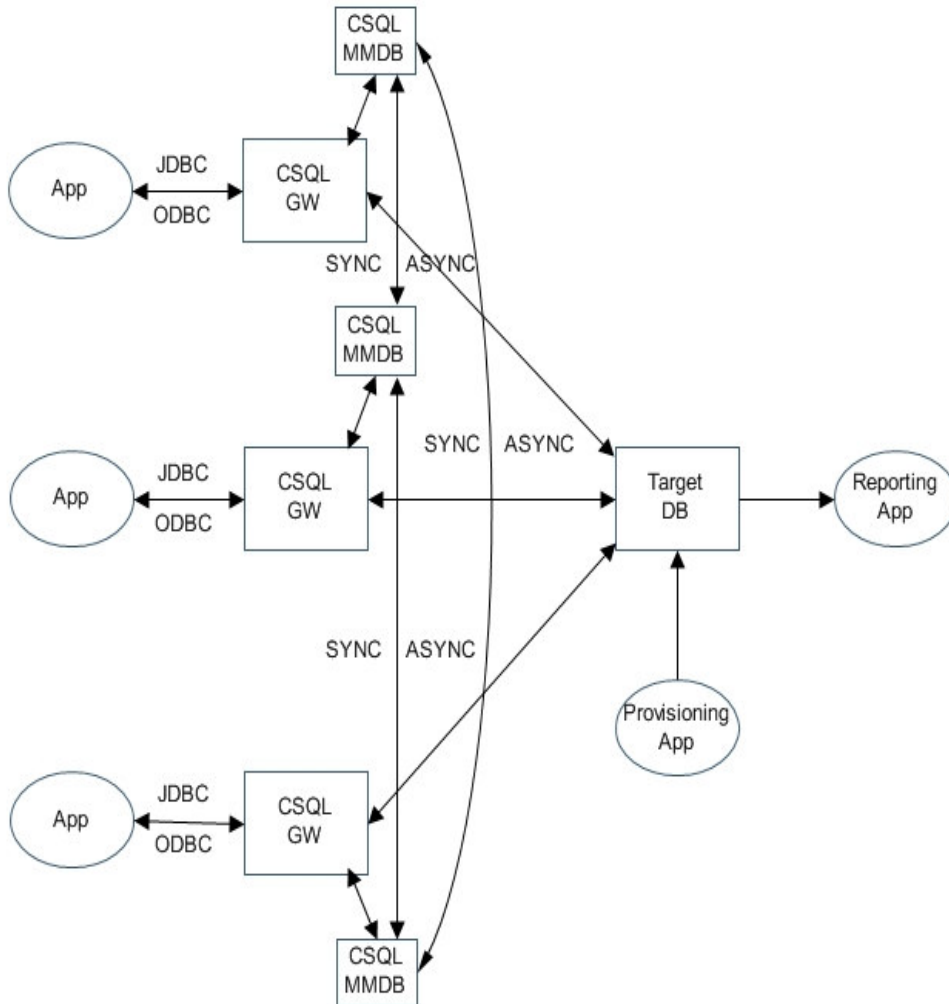 CSQL
MMDB
JDBC
App
ODBC
CSQL
GW
SYNC ASYNC
CSQL
MMDB
SYNC ASYNC
JDBC
App
ODBC
CSQL
GW
Target
DB
Reporting
App
SYNC ASYNC
Provisioning
App
JDBC
App
ODBC
CSQL
GW
CSQL
MMDB